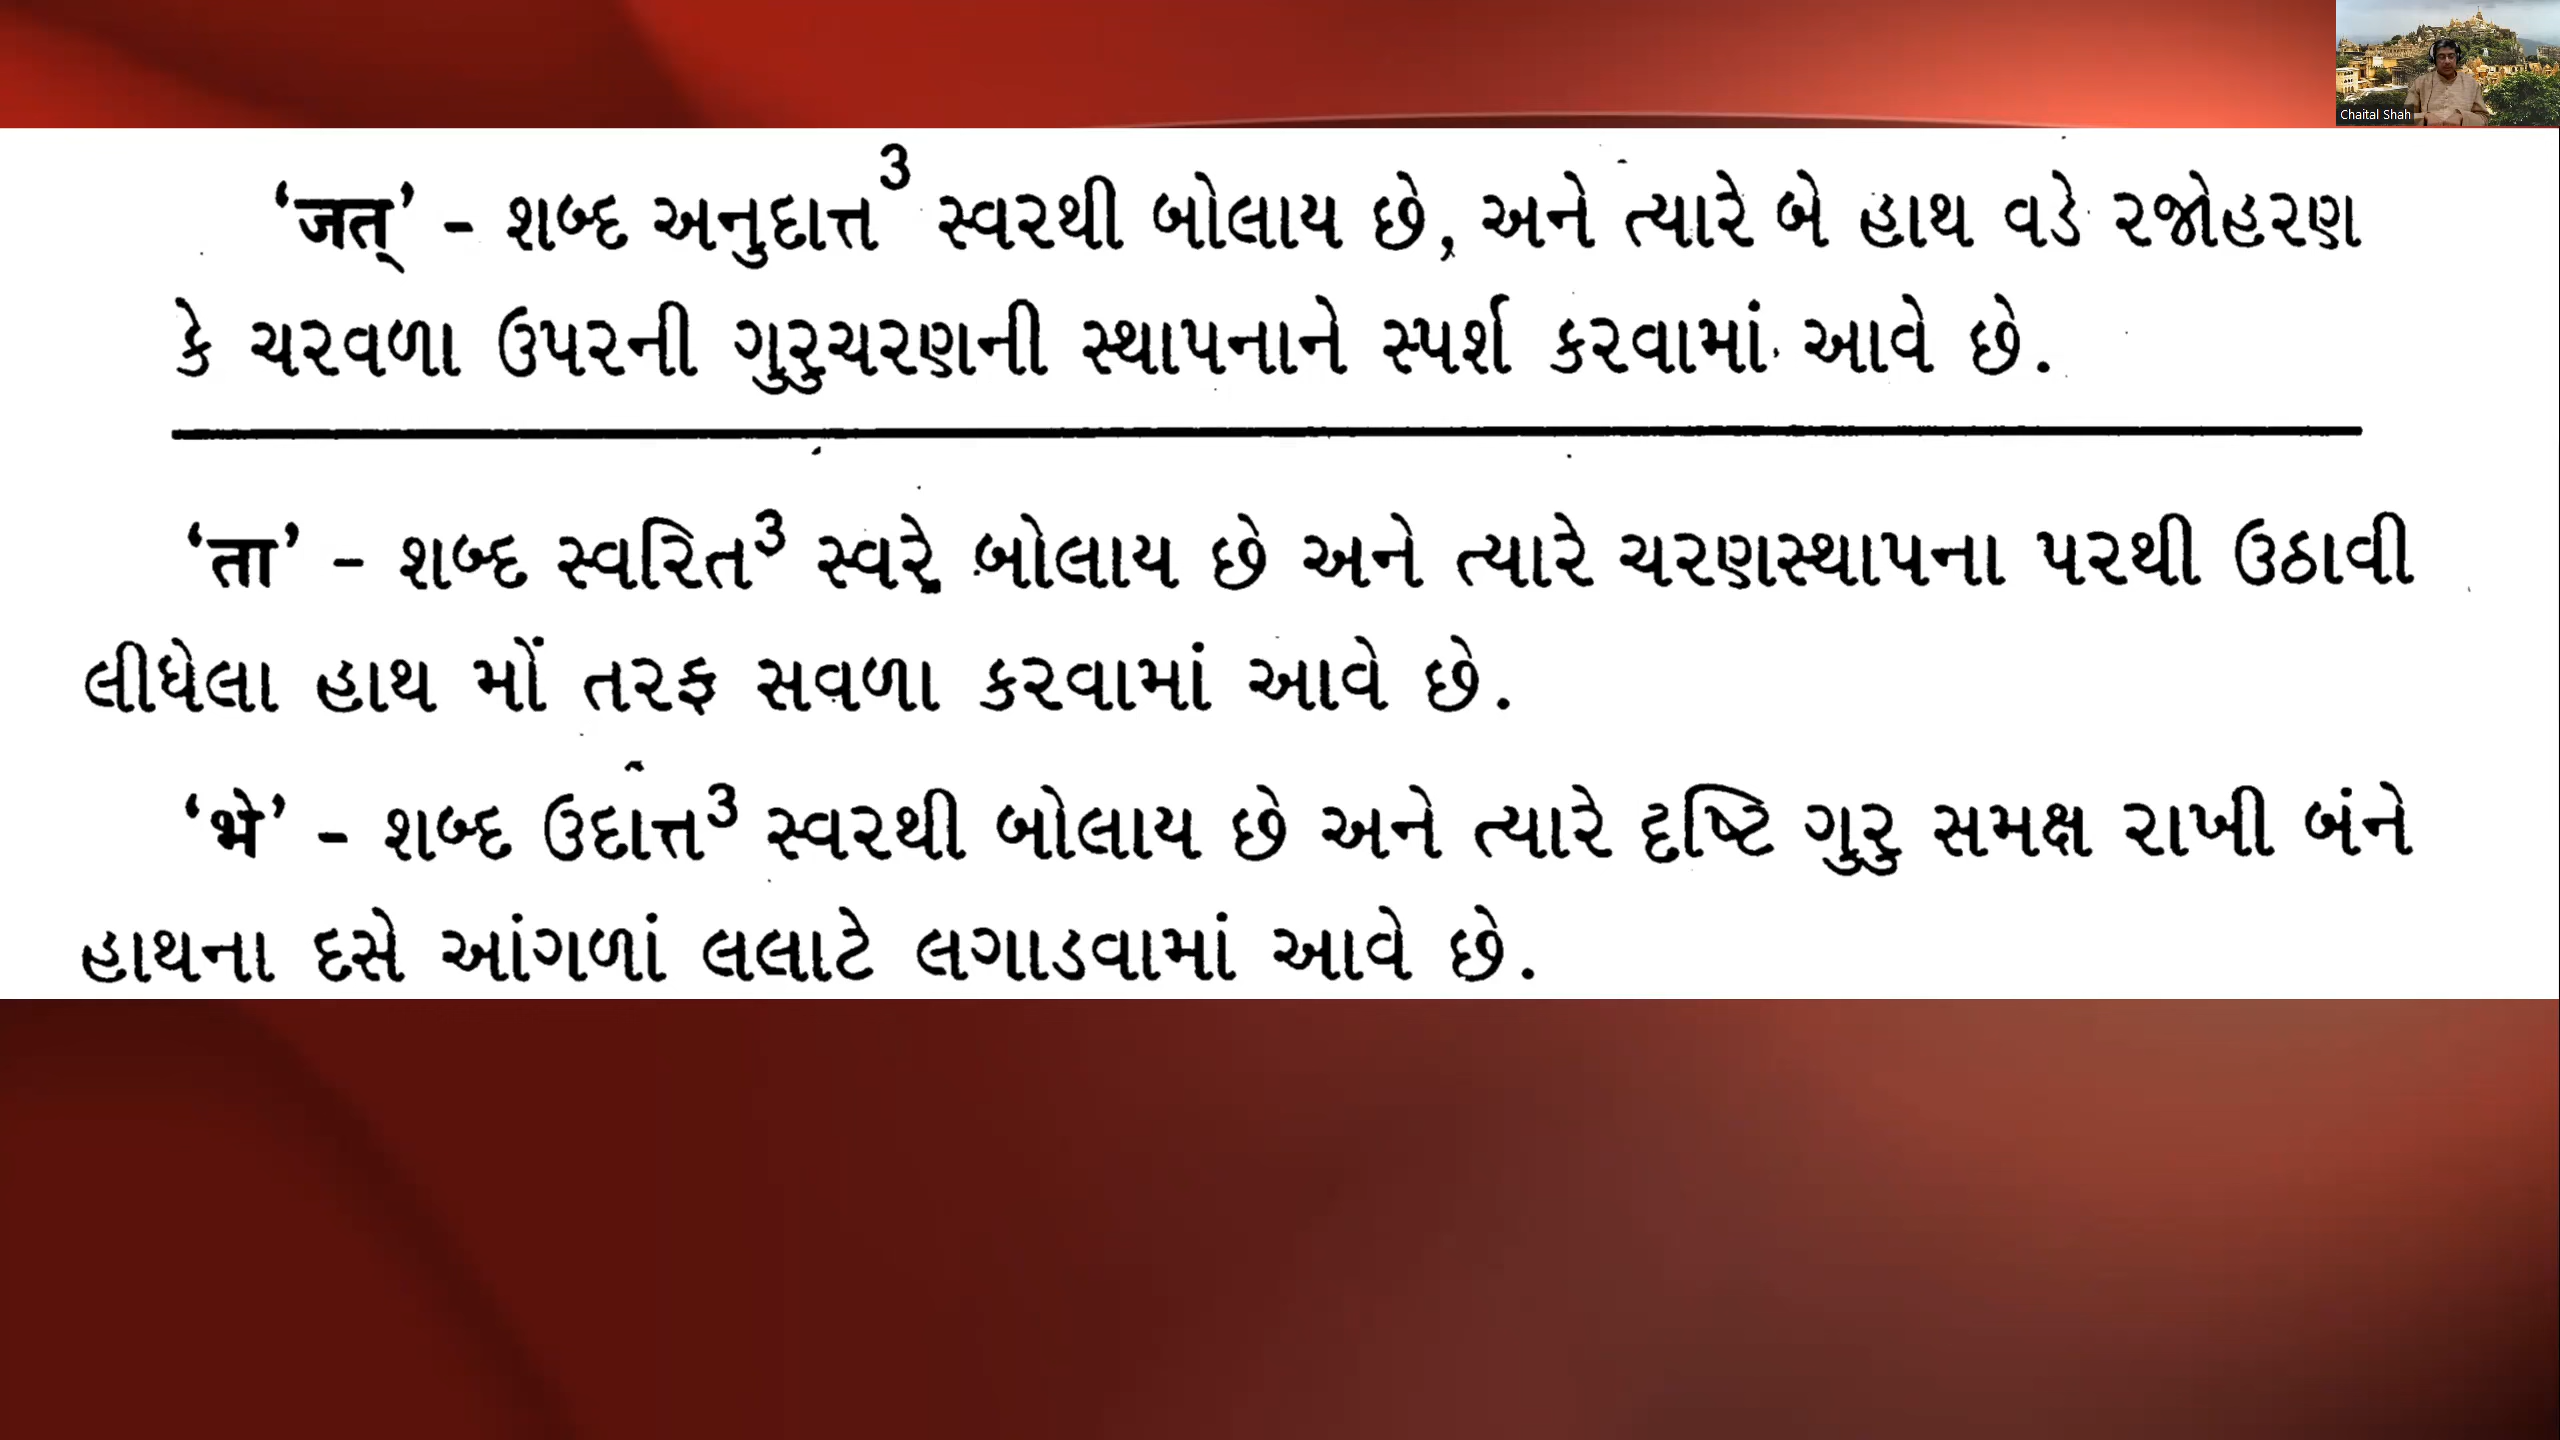 Chaital Shah
‘जत्’ – શબ્દ અનુદાત્ત³ સ્વરથી બોલાય છે, અને ત્યારે બે હાથ વડે રજોહરણ
કે ચરવળા ઉપરની ગુરુચરણની સ્થાપનાને સ્પર્શ કરવામાં આવે છે.
‘ता’ – શબ્દ સ્વરિત³ સ્વરે બોલાય છે અને ત્યારે ચરણસ્થાપના પરથી ઉઠાવી
લીધેલા હાથ મોં તરફ સવળા કરવામાં આવે છે.
‘भे’ – શબ્દ ઉદાત્ત³ સ્વરથી બોલાય છે અને ત્યારે દૃષ્ટિ ગુરુ સમક્ષ રાખી બંને
હાથના દસે આંગળાં લલાટે લગાડવામાં આવે છે.